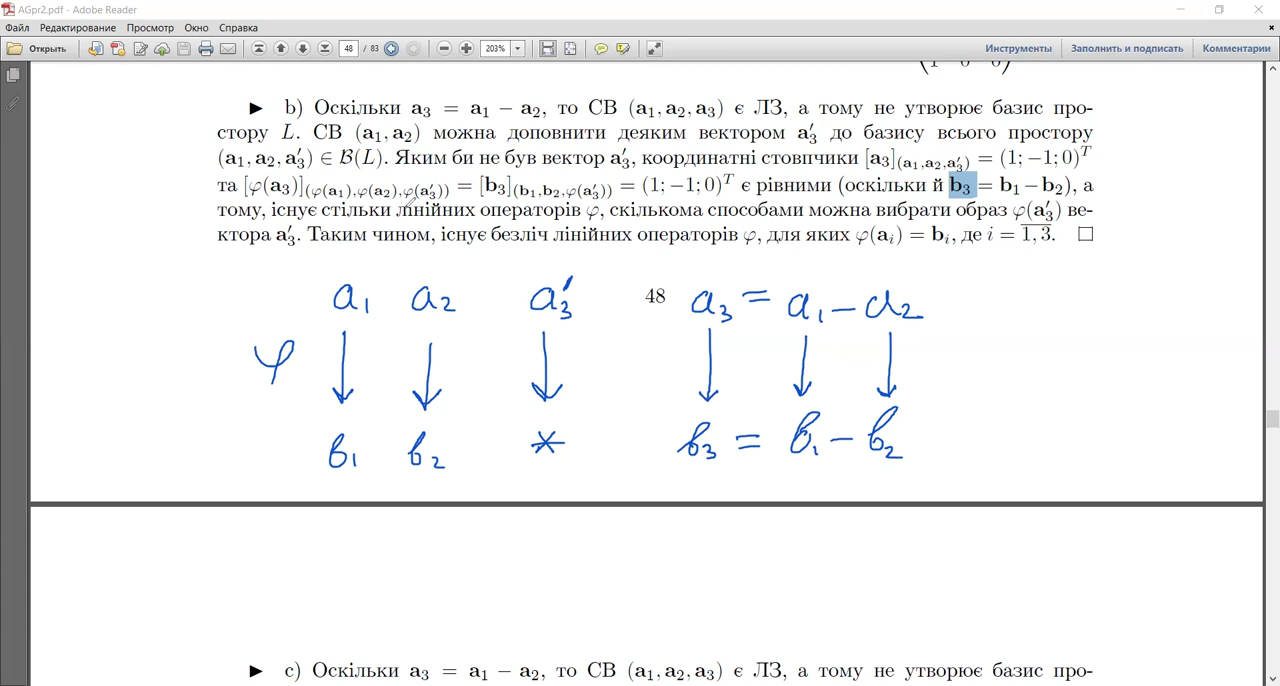 AGpr2.pdf - Adobe Reader
Файл Редактирование Просмотр Окно Справка
Открыть 48 / 83 203% Инструменты Заполнить и подписать Комментарии
(1 0 0)
► b) Оскільки a₃ = a₁ − a₂, то СВ (a₁, a₂, a₃) є ЛЗ, а тому не утворює базис про-
стору L. СВ (a₁, a₂) можна доповнити деяким вектором a′₃ до базису всього простору
(a₁, a₂, a′₃) ∈ B(L). Яким би не був вектор a′₃, координатні стовпчики [a₃]_(a₁,a₂,a′₃) = (1; −1; 0)ᵀ
та [φ(a₃)]_(φ(a₁),φ(a₂),φ(a′₃)) = [b₃]_(b₁,b₂,φ(a′₃)) = (1; −1; 0)ᵀ є рівними (оскільки й b₃ = b₁ − b₂), а
тому, існує стільки лінійних операторів φ, скількома способами можна вибрати образ φ(a′₃) ве-
ктора a′₃. Таким чином, існує безліч лінійних операторів φ, для яких φ(aᵢ) = bᵢ, де i = 1, 3. □
a₁ a₂ a′₃ 48 a₃ = a₁ − a₂
φ
b₁ b₂ * b₃ = b₁ − b₂
► c) Оскільки a₃ = a₁ − a₂, то СВ (a₁, a₂, a₃) є ЛЗ, а тому не утворює базис про-